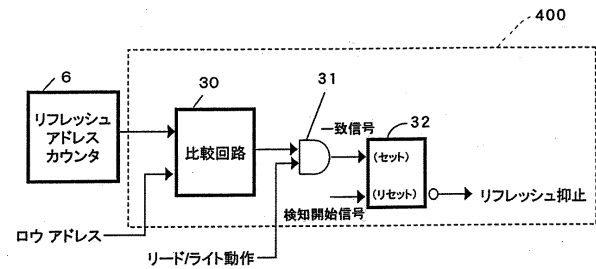 400
6
30
31
リフレッシュ
アドレス
カウンタ
比較回路
一致信号
32
(セット)
(リセット)
検知開始信号
リフレッシュ抑止
ロウ アドレス
リード/ライト動作